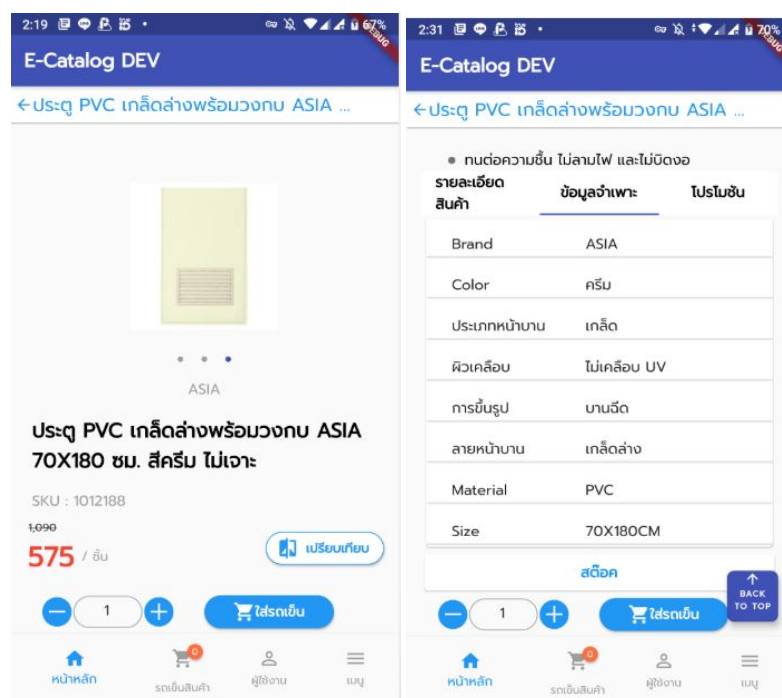 2:19
67%
DEBUG
E-Catalog DEV
←ประตู PVC เกล็ดล่างพร้อมวงกบ ASIA ...
ASIA
ประตู PVC เกล็ดล่างพร้อมวงกบ ASIA
70X180 ซม. สีครีม ไม่เจาะ
SKU : 1012188
1,090
575 / ชิ้น
เปรียบเทียบ
1
ใส่รถเข็น
หน้าหลัก
0
รถเข็นสินค้า
ผู้ใช้งาน
เมนู
2:31
70%
DEBUG
E-Catalog DEV
←ประตู PVC เกล็ดล่างพร้อมวงกบ ASIA ...
• ทนต่อความชื้น ไม่ลามไฟ และไม่บิดงอ
รายละเอียด
สินค้า
ข้อมูลจำเพาะ
โปรโมชัน
Brand ASIA
Color ครีม
ประเภทหน้าบาน เกล็ด
ผิวเคลือบ ไม่เคลือบ UV
การขึ้นรูป บานฉีด
ลายหน้าบาน เกล็ดล่าง
Material PVC
Size 70X180CM
สต๊อค
BACK
TO TOP
1
ใส่รถเข็น
หน้าหลัก
0
รถเข็นสินค้า
ผู้ใช้งาน
เมนู